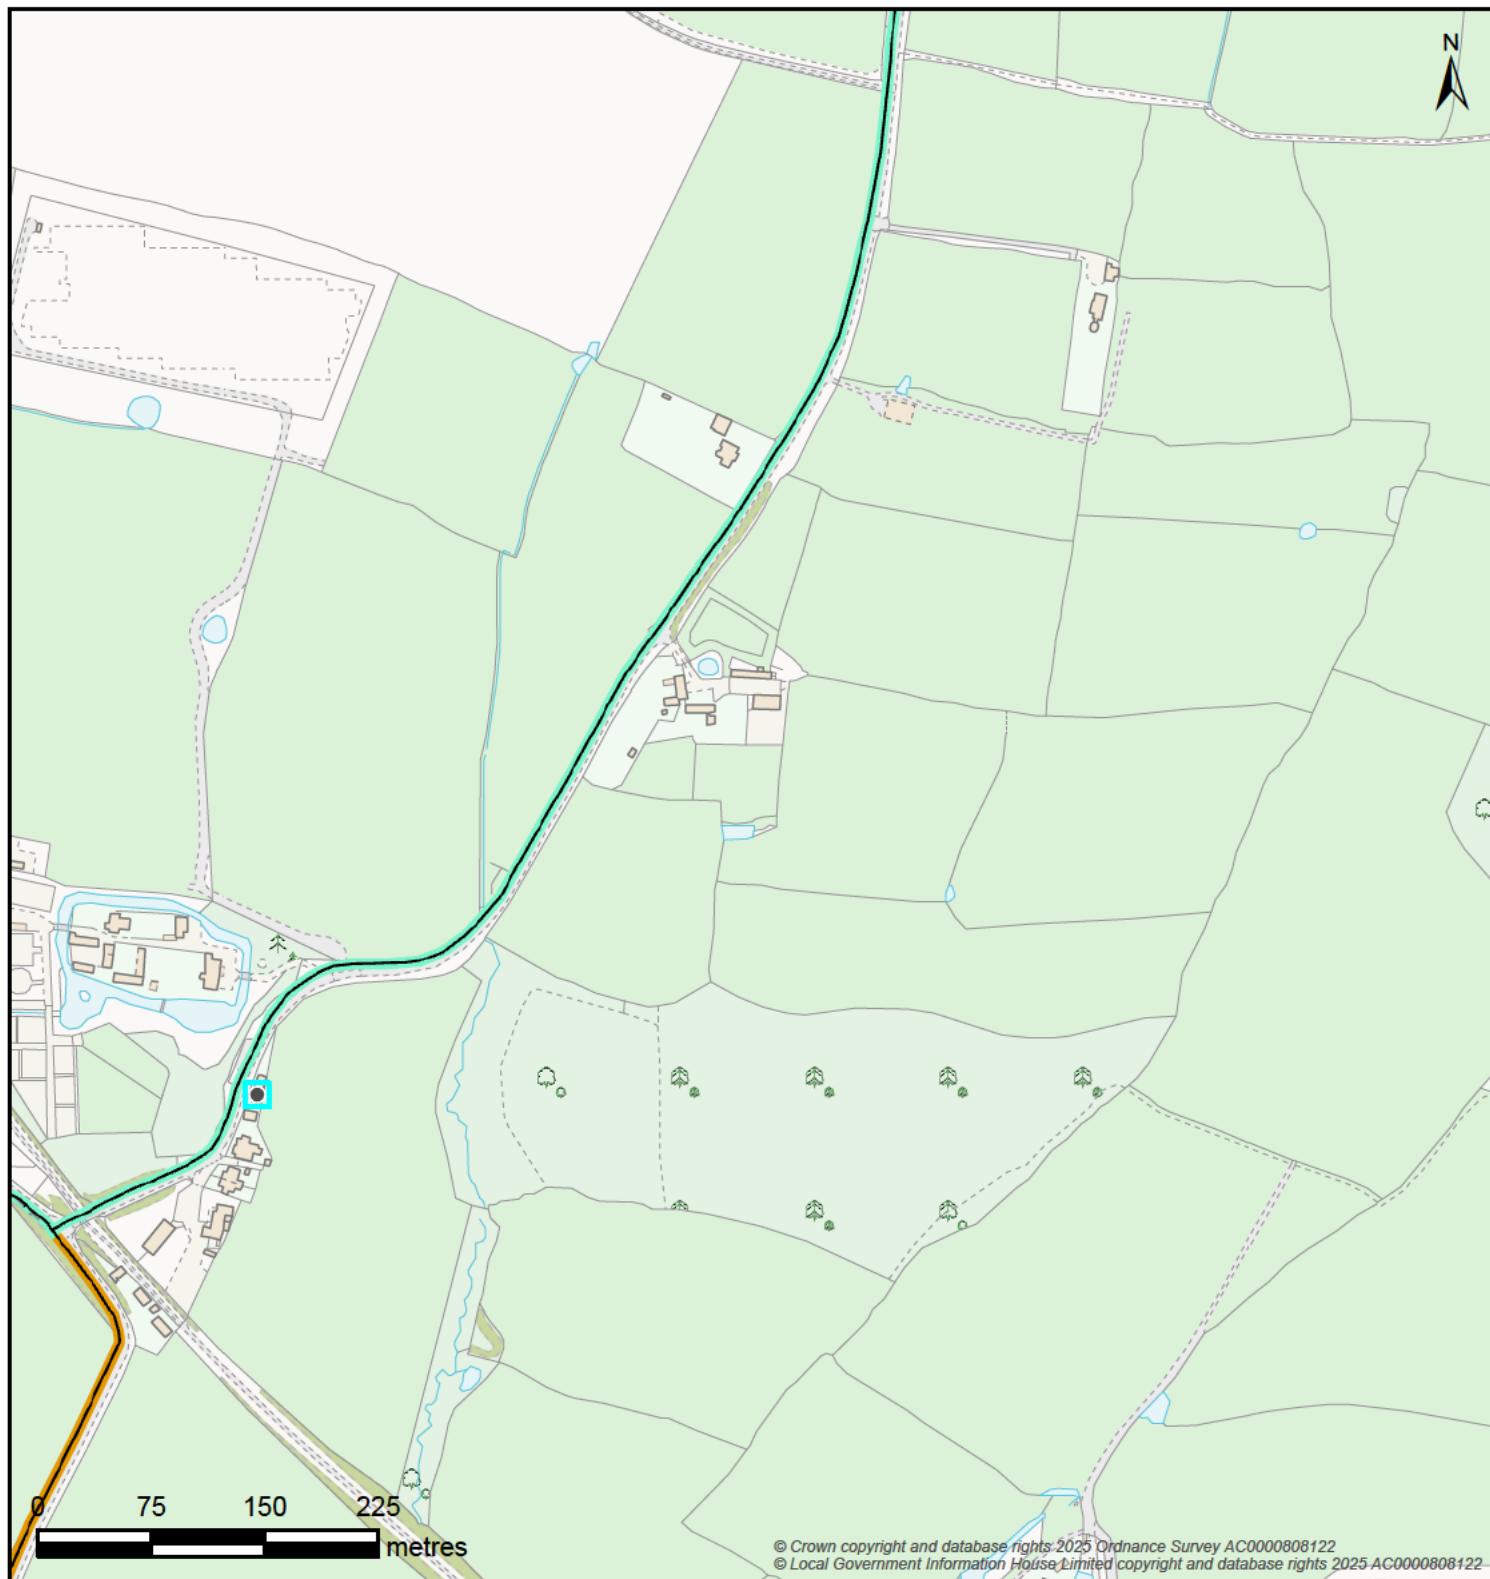 N
0 75 150 225
metres
© Crown copyright and database rights 2025 Ordnance Survey AC0000808122
© Local Government Information House Limited copyright and database rights 2025 AC0000808122